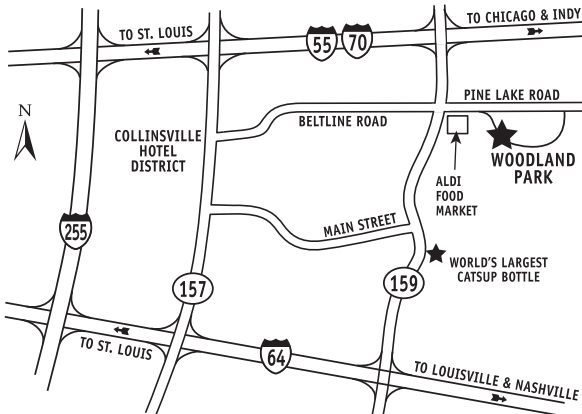 TO CHICAGO & INDY
TO ST. LOUIS
55
70
PINE LAKE ROAD
N
BELTLINE ROAD
COLLINSVILLE
HOTEL
DISTRICT
WOODLAND
PARK
ALDI
FOOD
MARKET
MAIN STREET
255
WORLD'S LARGEST
CATSUP BOTTLE
157
159
TO ST. LOUIS
64
TO LOUISVILLE & NASHVILLE